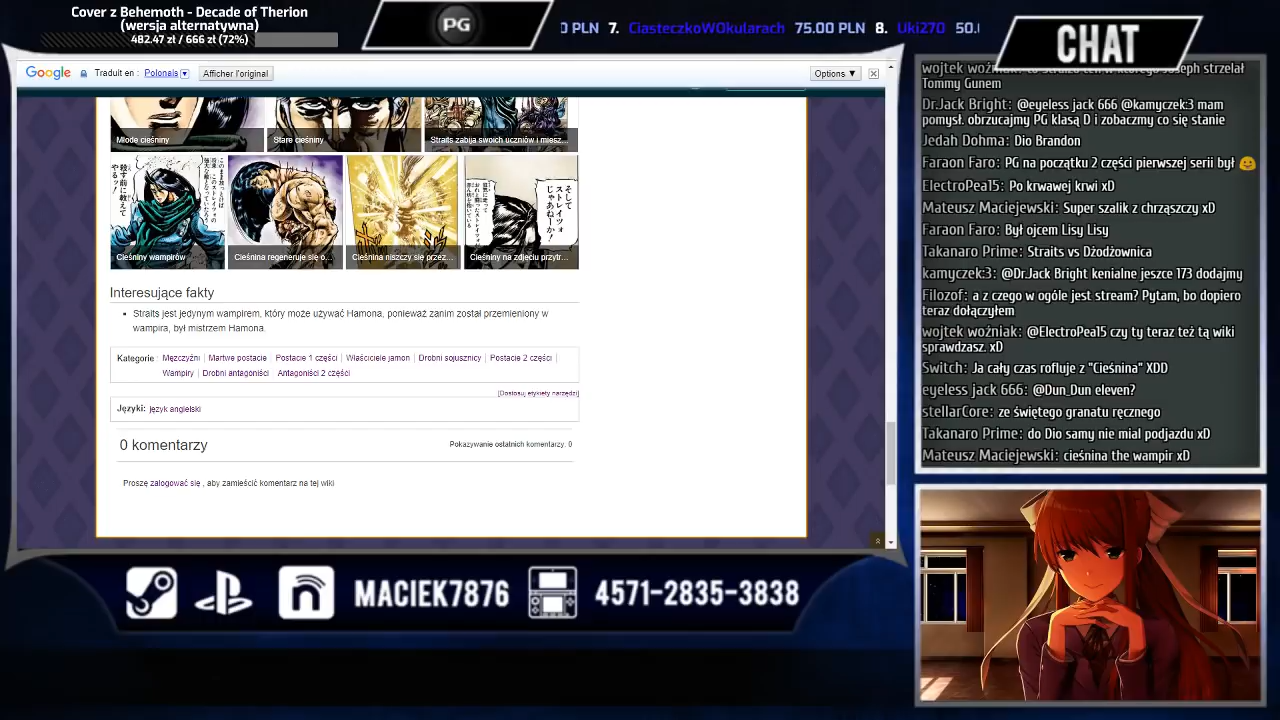 Cover z Behemoth - Decade of Therion
(wersja alternatywna)
482.47 zł / 666 zł (72%)
PG
0 PLN 7. CiasteczkoWOkularach 75.00 PLN 8. Uki270 50.
Google Traduit en : Polonais Afficher l'original Options ▼
Młode cieśniny
Stare cieśniny
Straits zabija swoich uczniów i miesz...
Cieśniny wampirów
Cieśnina regeneruje się o...
Cieśnina niszczy się przez...
Cieśniny na zdjęciu przytr...
Interesujące fakty
• Straits jest jedynym wampirem, który może używać Hamona, ponieważ zanim został przemieniony w
wampira, był mistrzem Hamona.
Kategorie : Mężczyźni | Martwe postacie | Postacie 1 części | Właściciele jamon | Drobni sojusznicy | Postacie 2 części |
Wampiry | Drobni antagoniści | Antagoniści 2 części
[Dostosuj etykiety narzędzi]
Języki: język angielski
0 komentarzy
Pokazywanie ostatnich komentarzy. 0
Proszę zalogować się , aby zamieścić komentarz na tej wiki
MACIEK7876
4571-2835-3838
CHAT
Tommy Gunem
Dr.Jack Bright: @eyeless jack 666 @kamyczek:3 mam
pomysł. obrzucajmy PG klasą D i zobaczmy co się stanie
Jedah Dohma: Dio Brandon
Faraon Faro: PG na początku 2 części pierwszej serii był
ElectroPea15: Po krwawej krwi xD
Mateusz Maciejewski: Super szalik z chrząszczy xD
Faraon Faro: Był ojcem Lisy Lisy
Takanaro Prime: Straits vs Dżodżownica
kamyczek:3: @Dr.Jack Bright kenialne jeszce 173 dodajmy
Filozof: a z czego w ogóle jest stream? Pytam, bo dopiero
teraz dołączyłem
wojtek woźniak: @ElectroPea15 czy ty teraz też tą wiki
sprawdzasz. xD
Switch: Ja cały czas rofluje z "Cieśnina" XDD
eyeless jack 666: @Dun_Dun eleven?
stellarCore: ze świętego granatu ręcznego
Takanaro Prime: do Dio samy nie mial podjazdu xD
Mateusz Maciejewski: cieśnina the wampir xD